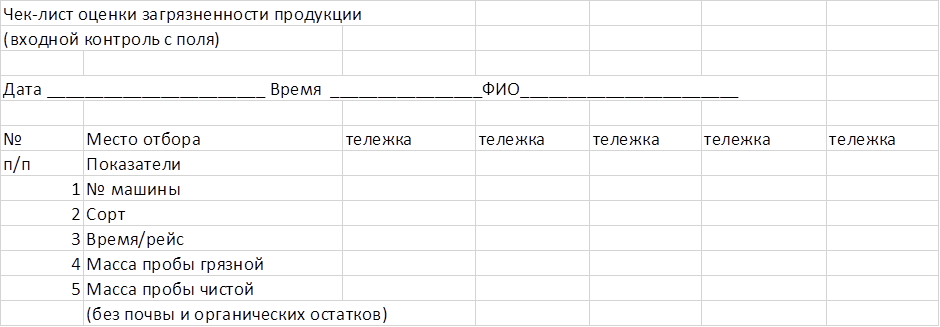 Чек-лист оценки загрязненности продукции
(входной контроль с поля)
Дата _______________________ Время ________________ФИО_______________________
№ Место отбора тележка тележка тележка тележка тележка
п/п Показатели
1 № машины
2 Сорт
3 Время/рейс
4 Масса пробы грязной
5 Масса пробы чистой
(без почвы и органических остатков)